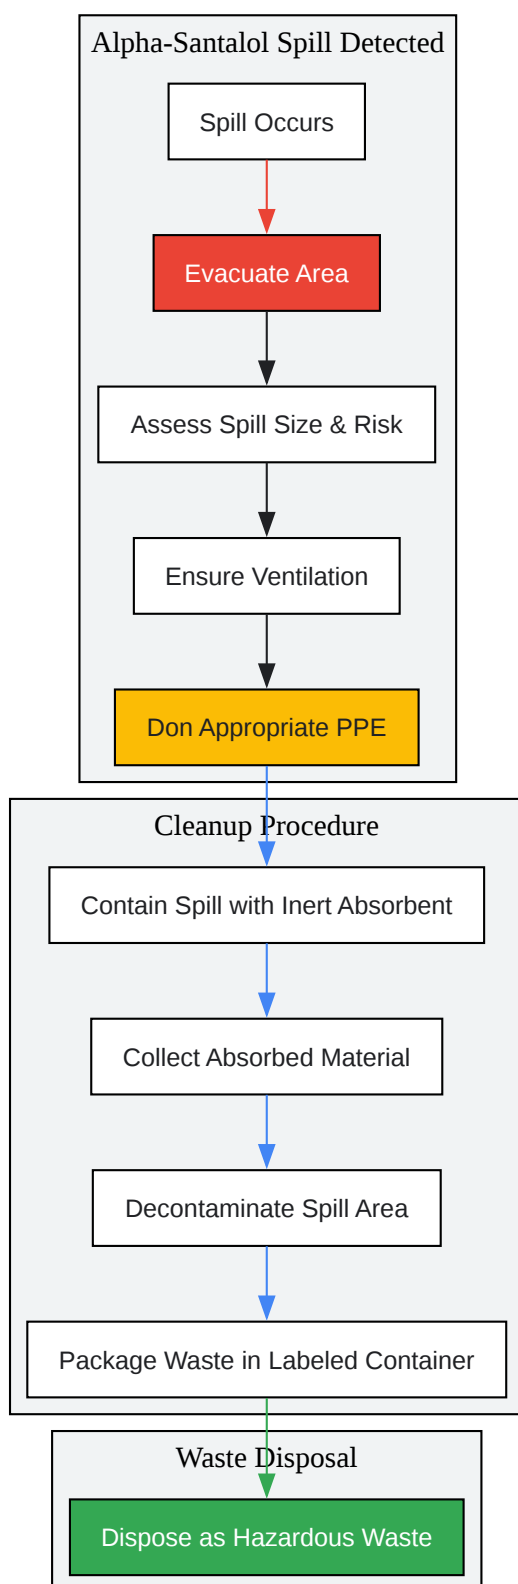 Alpha-Santalol Spill Detected
Spill Occurs
Evacuate Area
Assess Spill Size & Risk
Ensure Ventilation
Don Appropriate PPE
Cleanup Procedure
Contain Spill with Inert Absorbent
Collect Absorbed Material
Decontaminate Spill Area
Package Waste in Labeled Container
Waste Disposal
Dispose as Hazardous Waste